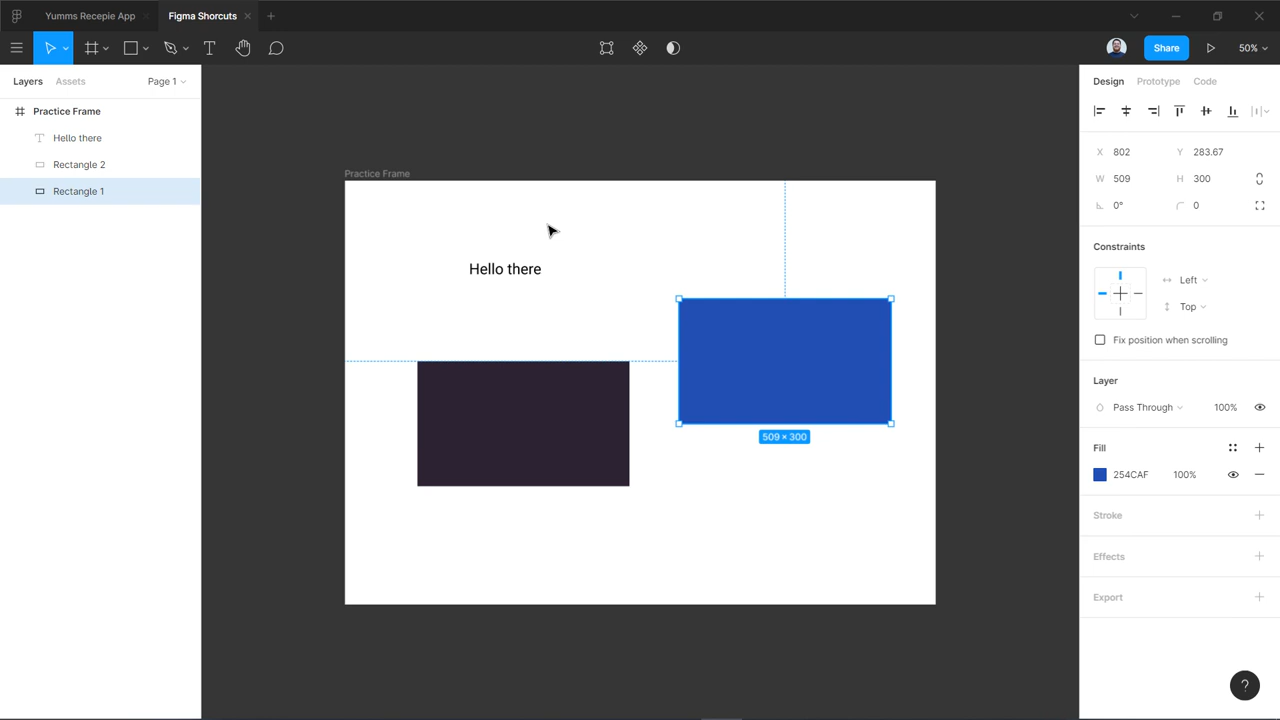 Yumms Recepie App
Figma Shorcuts
Share
50%
Layers
Assets
Page 1
Practice Frame
Hello there
Rectangle 2
Rectangle 1
Practice Frame
Hello there
509 × 300
Design
Prototype
Code
X 802
Y 283.67
W 509
H 300
0°
0
Constraints
Left
Top
Fix position when scrolling
Layer
Pass Through
100%
Fill
254CAF
100%
Stroke
Effects
Export
?